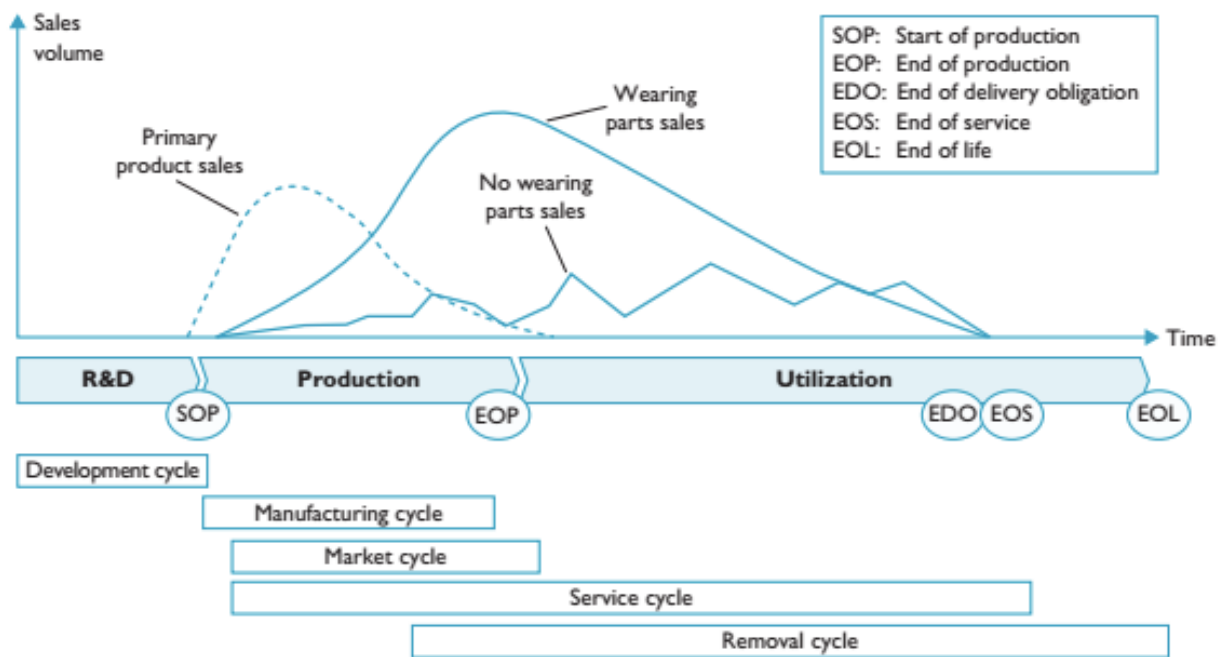 Sales
volume
SOP: Start of production
EOP: End of production
EDO: End of delivery obligation
EOS: End of service
EOL: End of life
Wearing
parts sales
Primary
product sales
No wearing
parts sales
Time
R&D
Production
Utilization
SOP
EOP
EDO
EOS
EOL
Development cycle
Manufacturing cycle
Market cycle
Service cycle
Removal cycle